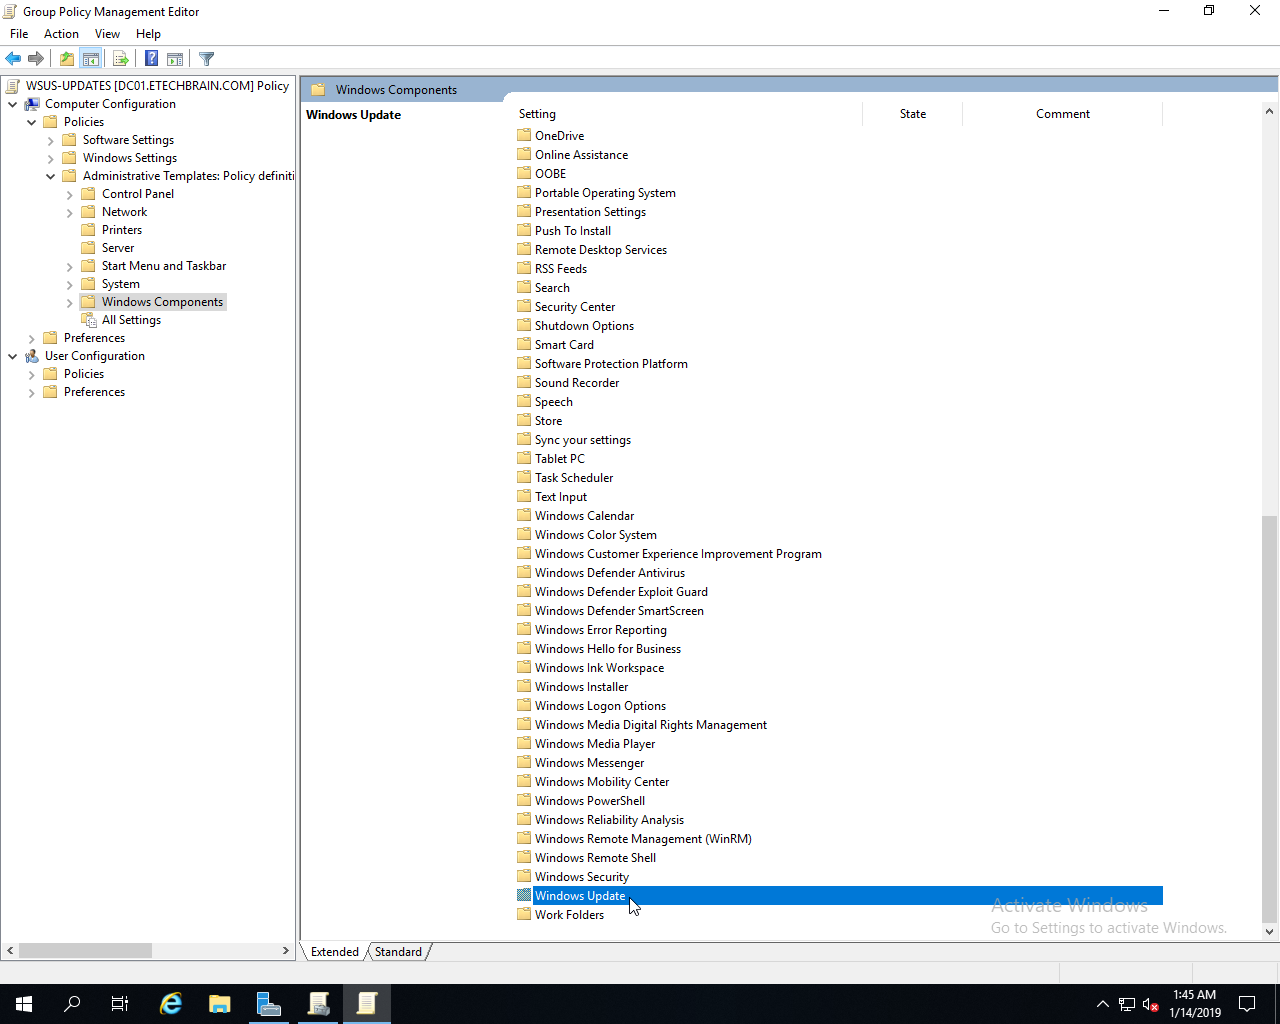 Group Policy Management Editor
File Action View Help
WSUS-UPDATES [DC01.ETECHBRAIN.COM] Policy
Computer Configuration
Policies
Software Settings
Windows Settings
Administrative Templates: Policy definiti
Control Panel
Network
Printers
Server
Start Menu and Taskbar
System
Windows Components
All Settings
Preferences
User Configuration
Policies
Preferences
Windows Components
Windows Update
Setting State Comment
OneDrive
Online Assistance
OOBE
Portable Operating System
Presentation Settings
Push To Install
Remote Desktop Services
RSS Feeds
Search
Security Center
Shutdown Options
Smart Card
Software Protection Platform
Sound Recorder
Speech
Store
Sync your settings
Tablet PC
Task Scheduler
Text Input
Windows Calendar
Windows Color System
Windows Customer Experience Improvement Program
Windows Defender Antivirus
Windows Defender Exploit Guard
Windows Defender SmartScreen
Windows Error Reporting
Windows Hello for Business
Windows Ink Workspace
Windows Installer
Windows Logon Options
Windows Media Digital Rights Management
Windows Media Player
Windows Messenger
Windows Mobility Center
Windows PowerShell
Windows Reliability Analysis
Windows Remote Management (WinRM)
Windows Remote Shell
Windows Security
Windows Update
Work Folders
Activate Windows
Go to Settings to activate Windows.
Extended Standard
1:45 AM
1/14/2019